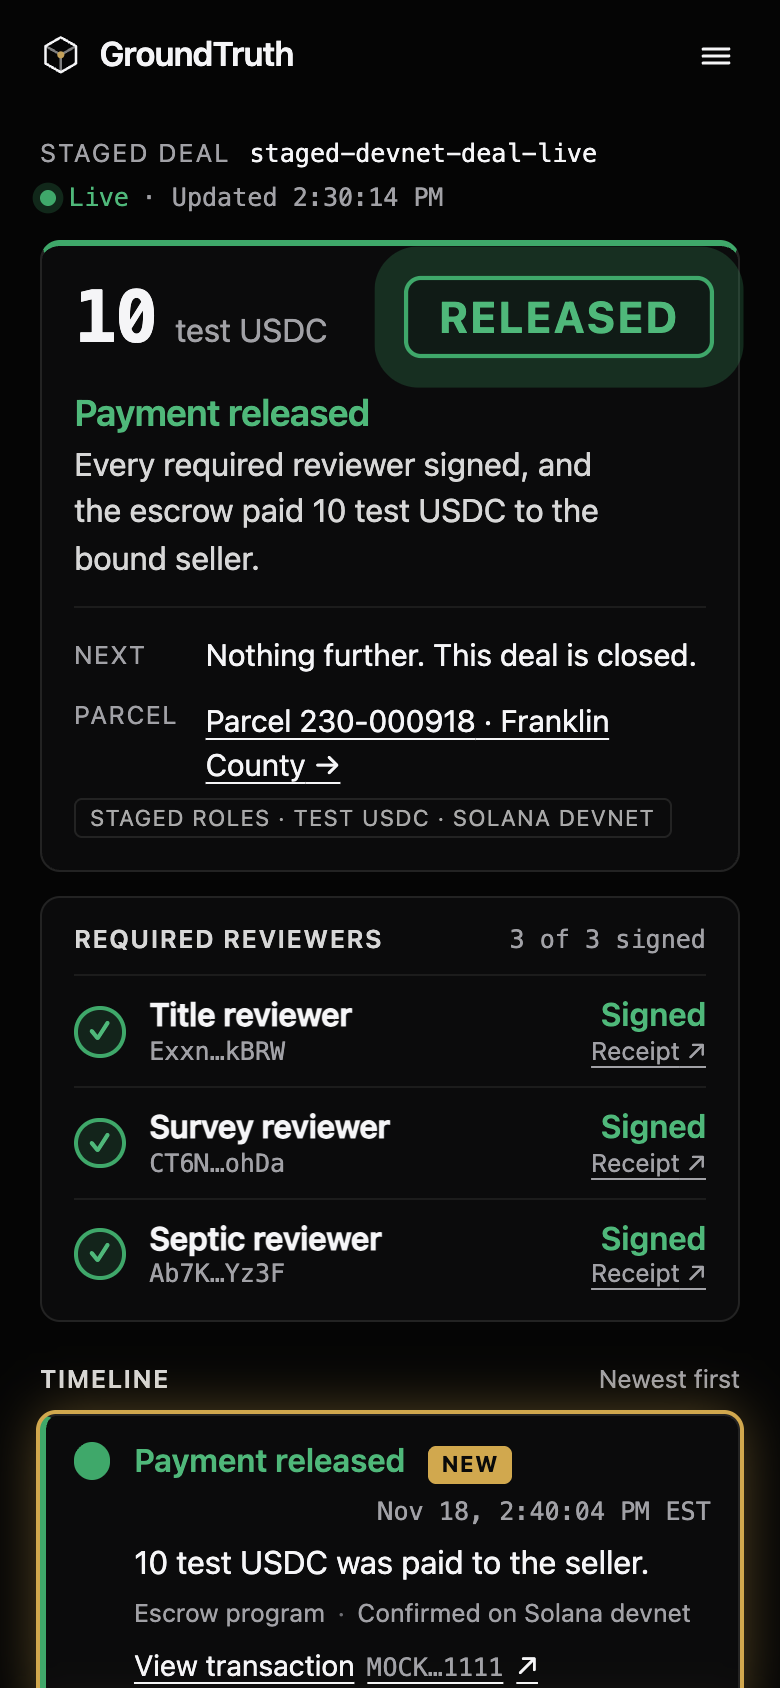 GroundTruth
STAGED DEAL staged-devnet-deal-live
Live · Updated 2:30:14 PM
10 test USDC RELEASED
Payment released
Every required reviewer signed, and
the escrow paid 10 test USDC to the
bound seller.
NEXT Nothing further. This deal is closed.
PARCEL Parcel 230-000918 · Franklin
County →
STAGED ROLES · TEST USDC · SOLANA DEVNET
REQUIRED REVIEWERS 3 of 3 signed
Title reviewer Signed
Exxn…kBRW Receipt ↗
Survey reviewer Signed
CT6N…ohDa Receipt ↗
Septic reviewer Signed
Ab7K…Yz3F Receipt ↗
TIMELINE Newest first
Payment released NEW
Nov 18, 2:40:04 PM EST
10 test USDC was paid to the seller.
Escrow program · Confirmed on Solana devnet
View transaction MOCK…1111 ↗